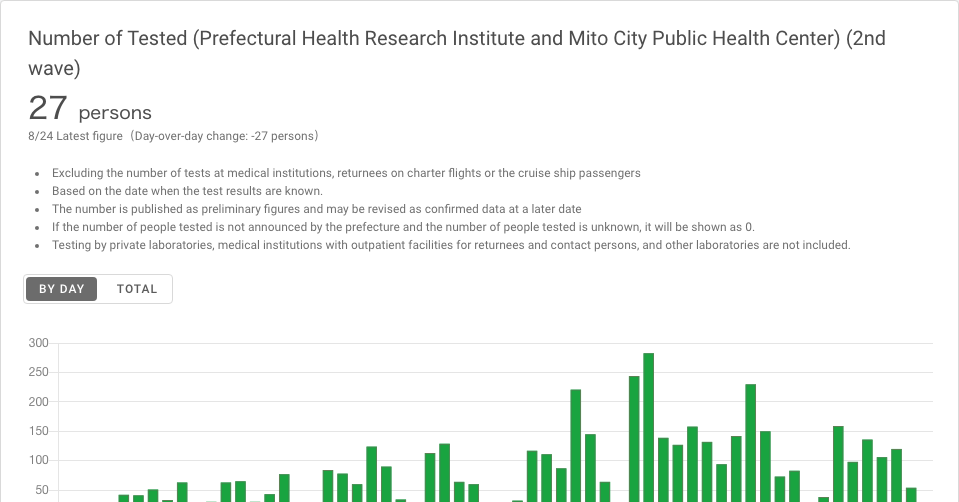 Number of Tested (Prefectural Health Research Institute and Mito City Public Health Center) (2nd
wave)
27 persons
8/24 Latest figure（Day-over-day change: -27 persons）
• Excluding the number of tests at medical institutions, returnees on charter flights or the cruise ship passengers
• Based on the date when the test results are known.
• The number is published as preliminary figures and may be revised as confirmed data at a later date
• If the number of people tested is not announced by the prefecture and the number of people tested is unknown, it will be shown as 0.
• Testing by private laboratories, medical institutions with outpatient facilities for returnees and contact persons, and other laboratories are not included.
BY DAY TOTAL
300
250
200
150
100
50